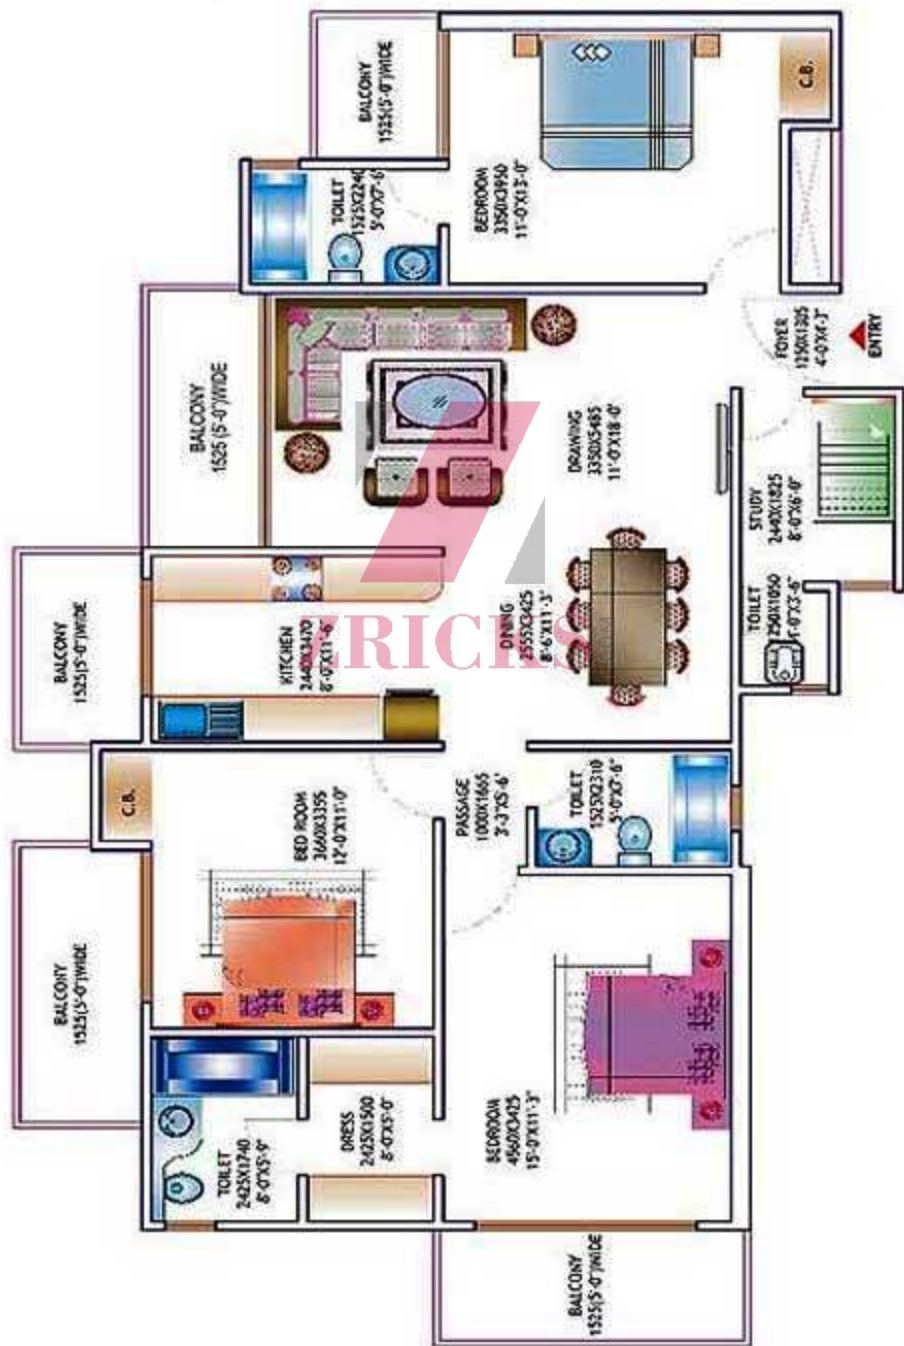 BALCONY
1525(5'-0")WIDE
C.B.
TOILET
1525X2240
5'-0"X7'-6"
BEDROOM
3350X3950
11'-0"X13'-0"
BALCONY
1525 (5'-0")WIDE
FOYER
1250X1305
4'-0"X4'-3"
ENTRY
DRAWING
3350X5485
11'-0"X18'-0"
STUDY
2440X1825
8'-0"X6'-0"
BALCONY
1525(5'-0")WIDE
KITCHEN
2440X3470
8'-0"X11'-6"
DINING
2555X3425
8'-6"X11'-3"
TOILET
1250X1050
ZRICKS
C.B.
BED ROOM
3660X3355
12'-0"X11'-0"
PASSAGE
1000X1665
3'-3"X5'-6"
TOILET
1525X2310
5'-0"X7'-6"
BALCONY
1525(5'-0")WIDE
TOILET
2425X1740
8'-0"X5'-9"
DRESS
2425X1500
8'-0"X5'-0"
BEDROOM
4560X3425
15'-0"X11'-3"
BALCONY
1525(5'-0")WIDE